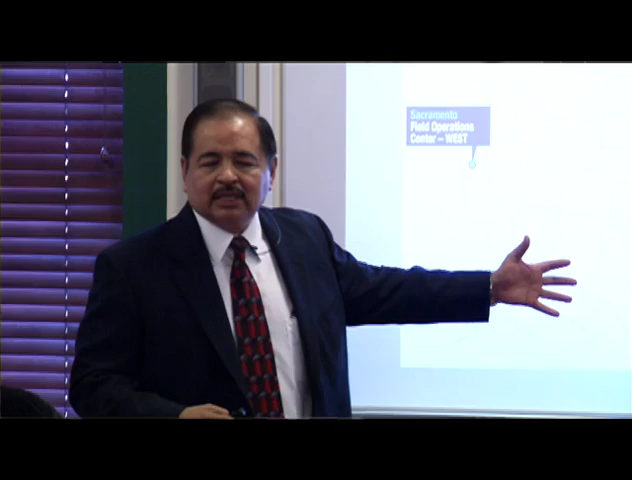 Sacramento
Field Operations
Center – WEST